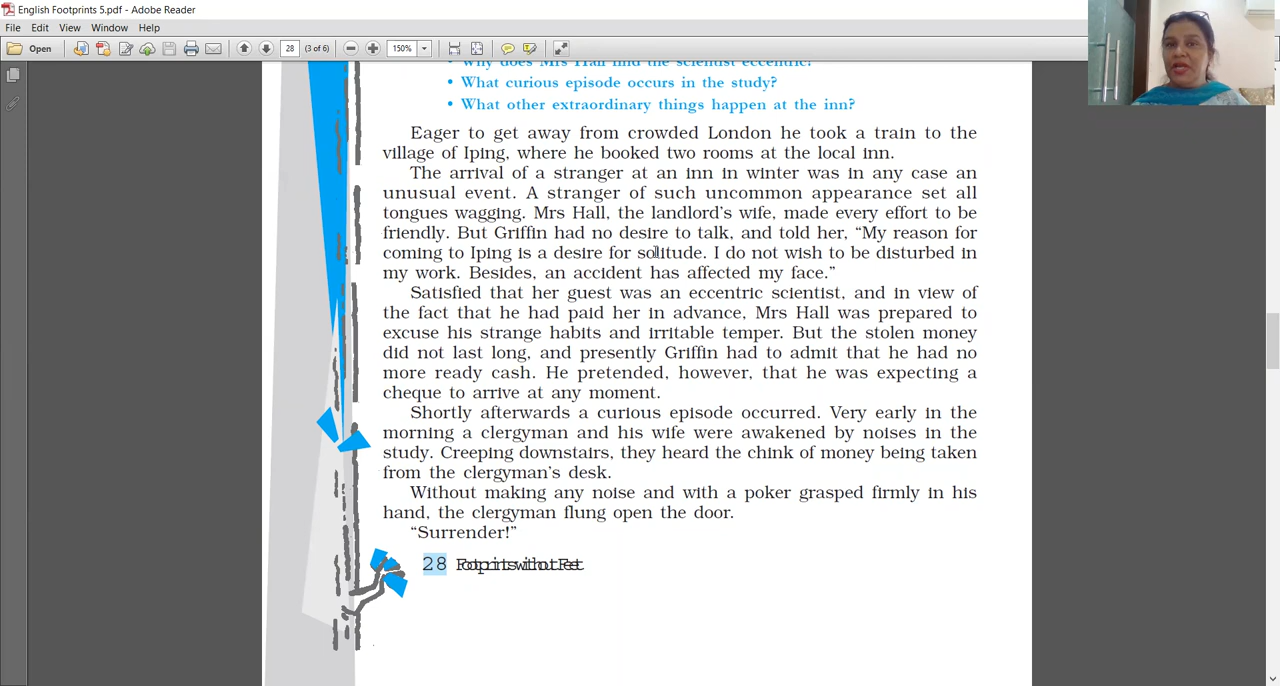 English Footprints 5.pdf - Adobe Reader
File Edit View Window Help
Open 28 (3 of 6) 150%
• Why does Mrs Hall find the scientist eccentric?
• What curious episode occurs in the study?
• What other extraordinary things happen at the inn?
Eager to get away from crowded London he took a train to the
village of Iping, where he booked two rooms at the local inn.
The arrival of a stranger at an inn in winter was in any case an
unusual event. A stranger of such uncommon appearance set all
tongues wagging. Mrs Hall, the landlord’s wife, made every effort to be
friendly. But Griffin had no desire to talk, and told her, “My reason for
coming to Iping is a desire for solitude. I do not wish to be disturbed in
my work. Besides, an accident has affected my face.”
Satisfied that her guest was an eccentric scientist, and in view of
the fact that he had paid her in advance, Mrs Hall was prepared to
excuse his strange habits and irritable temper. But the stolen money
did not last long, and presently Griffin had to admit that he had no
more ready cash. He pretended, however, that he was expecting a
cheque to arrive at any moment.
Shortly afterwards a curious episode occurred. Very early in the
morning a clergyman and his wife were awakened by noises in the
study. Creeping downstairs, they heard the chink of money being taken
from the clergyman’s desk.
Without making any noise and with a poker grasped firmly in his
hand, the clergyman flung open the door.
“Surrender!”
28 Footprints without Feet